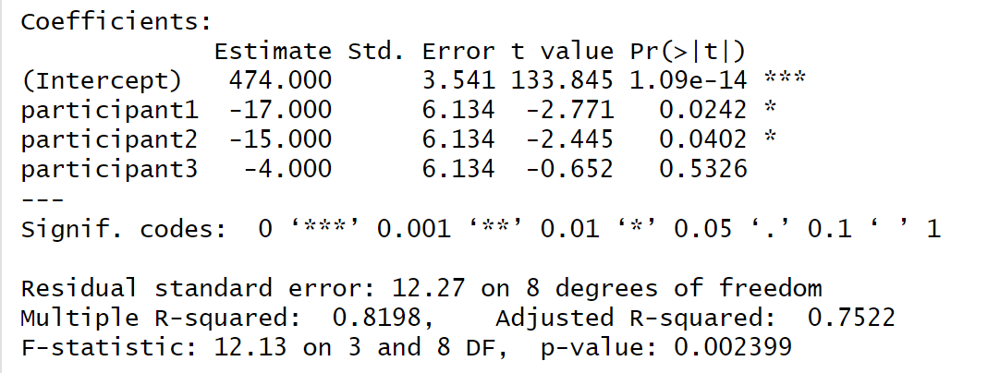 Coefficients:
            Estimate Std. Error t value Pr(>|t|)
(Intercept)  474.000      3.541 133.845 1.09e-14 ***
participant1 -17.000      6.134  -2.771   0.0242 *
participant2 -15.000      6.134  -2.445   0.0402 *
participant3  -4.000      6.134  -0.652   0.5326
---
Signif. codes:  0 ‘***’ 0.001 ‘**’ 0.01 ‘*’ 0.05 ‘.’ 0.1 ‘ ’ 1
Residual standard error: 12.27 on 8 degrees of freedom
Multiple R-squared:  0.8198,    Adjusted R-squared:  0.7522
F-statistic: 12.13 on 3 and 8 DF,  p-value: 0.002399